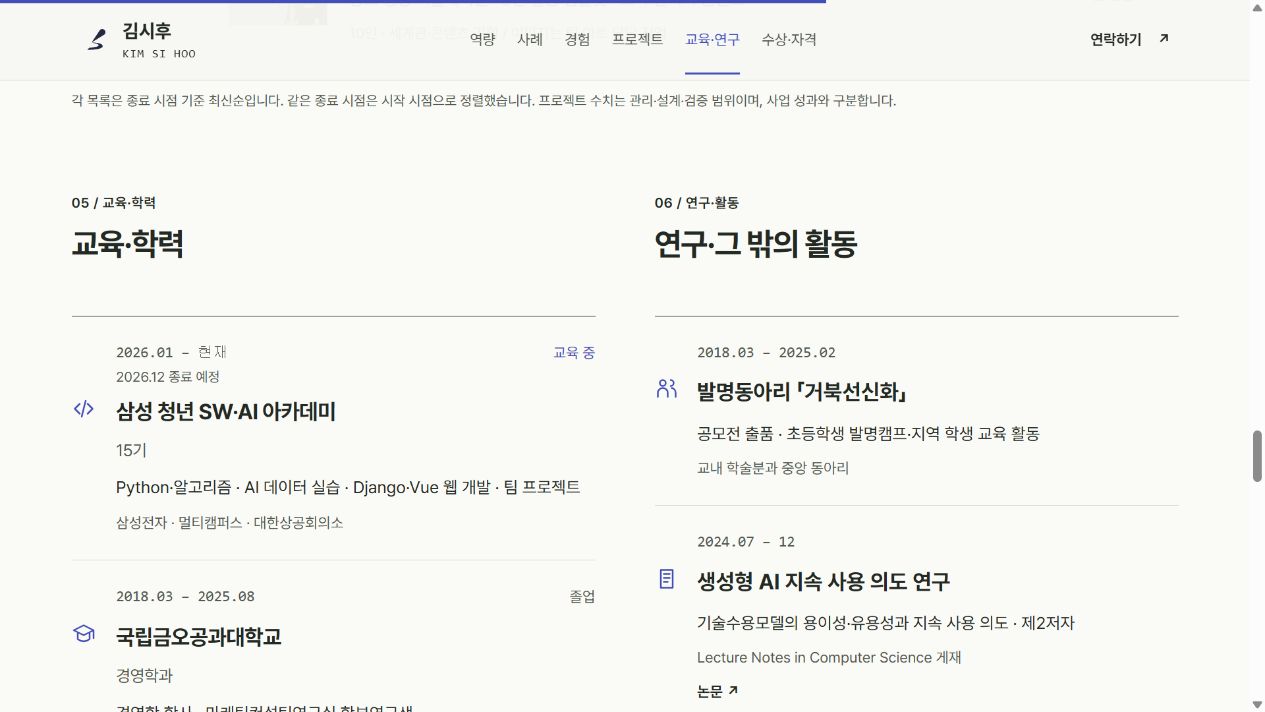 김시후
KIM SI HOO
역량
사례
경험
프로젝트
교육·연구
수상·자격
연락하기 ↗
각 목록은 종료 시점 기준 최신순입니다. 같은 종료 시점은 시작 시점으로 정렬했습니다. 프로젝트 수치는 관리·설계·검증 범위이며, 사업 성과와 구분합니다.
05 / 교육·학력
교육·학력
2026.01 – 현재
교육 중
2026.12 종료 예정
삼성 청년 SW·AI 아카데미
15기
Python·알고리즘 · AI 데이터 실습 · Django·Vue 웹 개발 · 팀 프로젝트
삼성전자 · 멀티캠퍼스 · 대한상공회의소
2018.03 – 2025.08
졸업
국립금오공과대학교
경영학과
06 / 연구·활동
연구·그 밖의 활동
2018.03 – 2025.02
발명동아리 「거북선신화」
공모전 출품 · 초등학생 발명캠프·지역 학생 교육 활동
교내 학술분과 중앙 동아리
2024.07 – 12
생성형 AI 지속 사용 의도 연구
기술수용모델의 용이성·유용성과 지속 사용 의도 · 제2저자
Lecture Notes in Computer Science 게재
논문 ↗